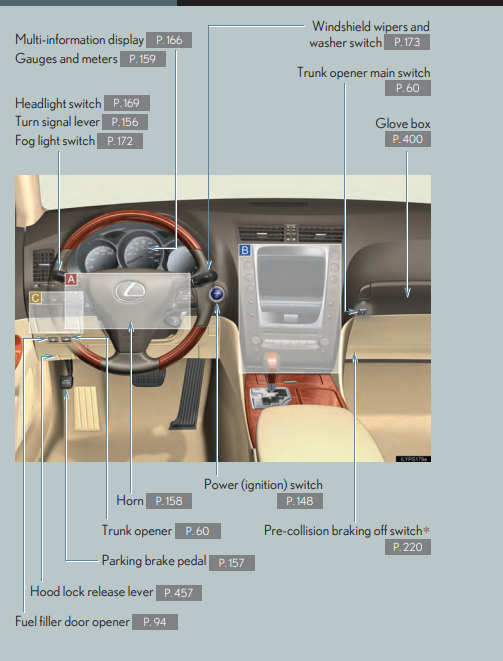 Multi-information display P. 166
Gauges and meters P. 159
Headlight switch P. 169
Turn signal lever P. 156
Fog light switch P. 172
Windshield wipers and
washer switch P. 173
Trunk opener main switch
P. 60
Glove box
P. 400
A
B
C
ILYPS175a
Power (ignition) switch
P. 148
Horn P. 158
Trunk opener P. 60
Pre-collision braking off switch*
P. 220
Parking brake pedal P. 157
Hood lock release lever P. 457
Fuel filler door opener P. 94